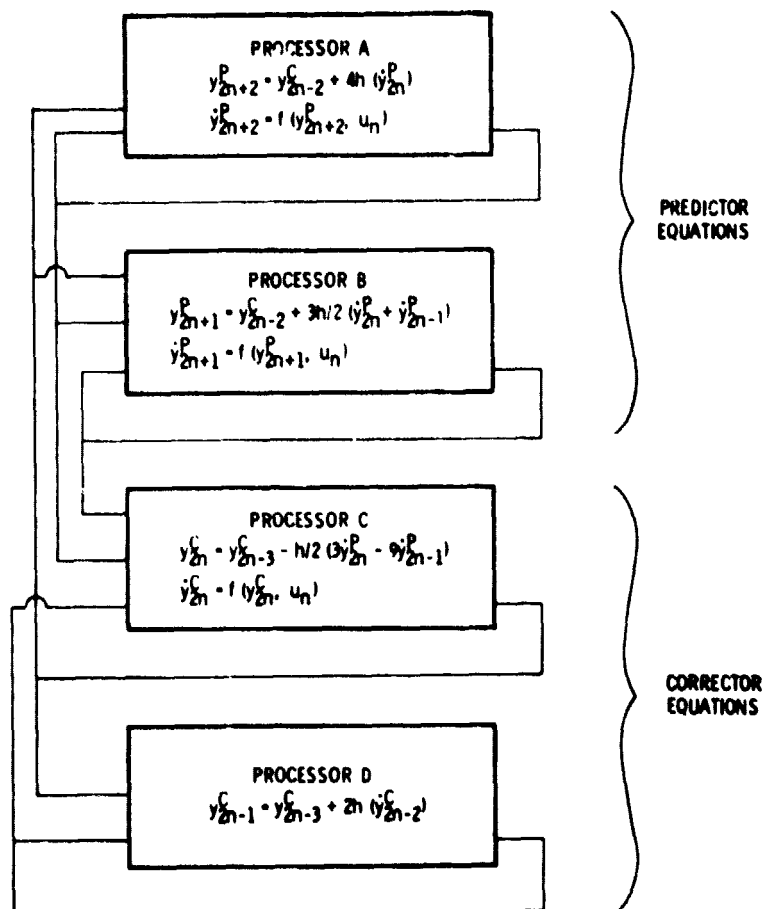 PROCESSOR A
y^P_{2n+2} = y^C_{2n-2} + 4h (ẏ^P_{2n})
ẏ^P_{2n+2} = f (y^P_{2n+2}, u_n)
PREDICTOR
EQUATIONS
PROCESSOR B
y^P_{2n+1} = y^C_{2n-2} + 3h/2 (ẏ^P_{2n} + ẏ^P_{2n-1})
ẏ^P_{2n+1} = f (y^P_{2n+1}, u_n)
PROCESSOR C
y^C_{2n} = y^C_{2n-3} - h/2 (3ẏ^P_{2n} - 9ẏ^P_{2n-1})
ẏ^C_{2n} = f (y^C_{2n}, u_n)
CORRECTOR
EQUATIONS
PROCESSOR D
y^C_{2n-1} = y^C_{2n-3} + 2h (ẏ^C_{2n-2})